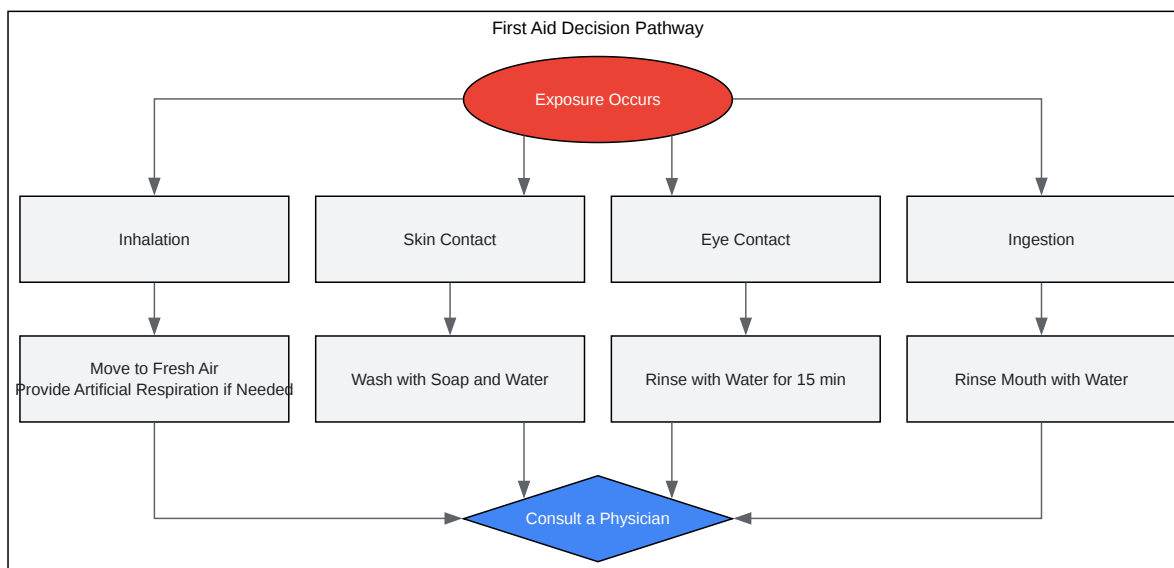 First Aid Decision Pathway
Exposure Occurs
Inhalation
Skin Contact
Eye Contact
Ingestion
Move to Fresh Air
Provide Artificial Respiration if Needed
Wash with Soap and Water
Rinse with Water for 15 min
Rinse Mouth with Water
Consult a Physician